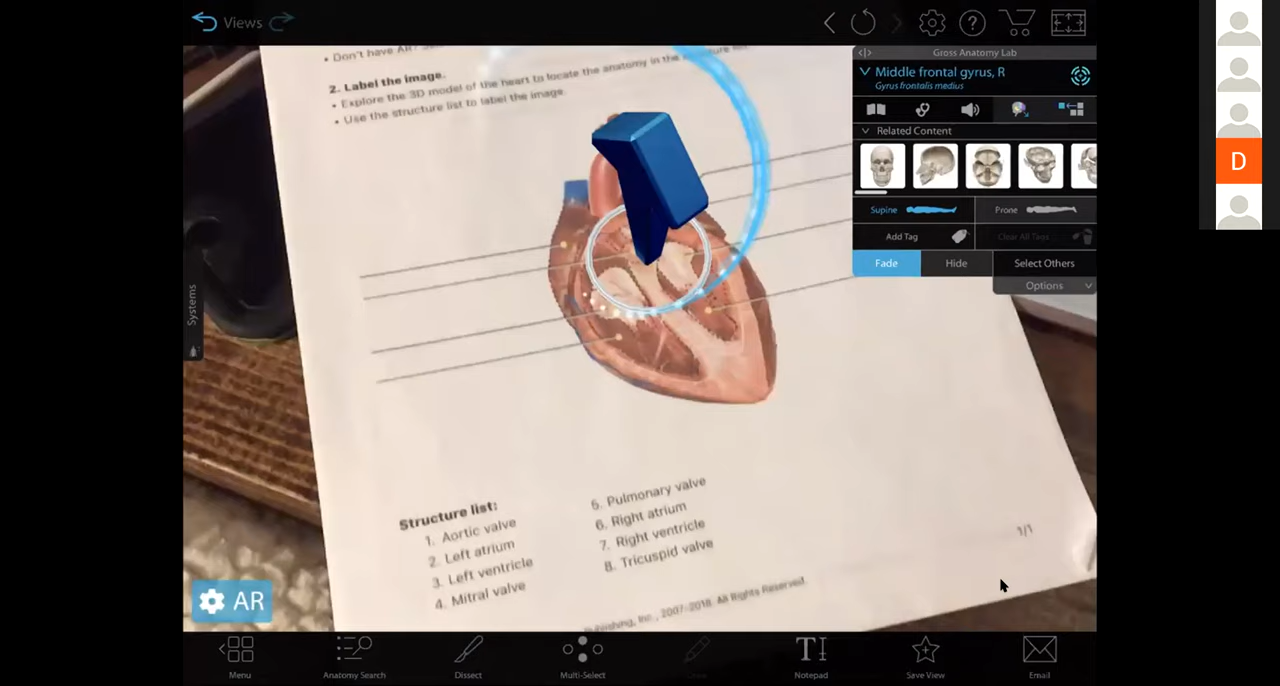 Views
Gross Anatomy Lab
Middle frontal gyrus, R
Gyrus frontalis medius
Related Content
Supine
Prone
Add Tag
Clear All Tags
Fade
Hide
Select Others
Options
Systems
• Don't have AR?
2. Label the image.
• Explore the 3D model of the heart to locate the anatomy in the structure
• Use the structure list to label the image.
Structure list:
1. Aortic valve
2. Left atrium
3. Left ventricle
4. Mitral valve
5. Pulmonary valve
6. Right atrium
7. Right ventricle
8. Tricuspid valve
1/1
Inc., 2007-2018. All Rights Reserved.
AR
Menu
Anatomy Search
Dissect
Multi-Select
Notepad
Save View
Email
D